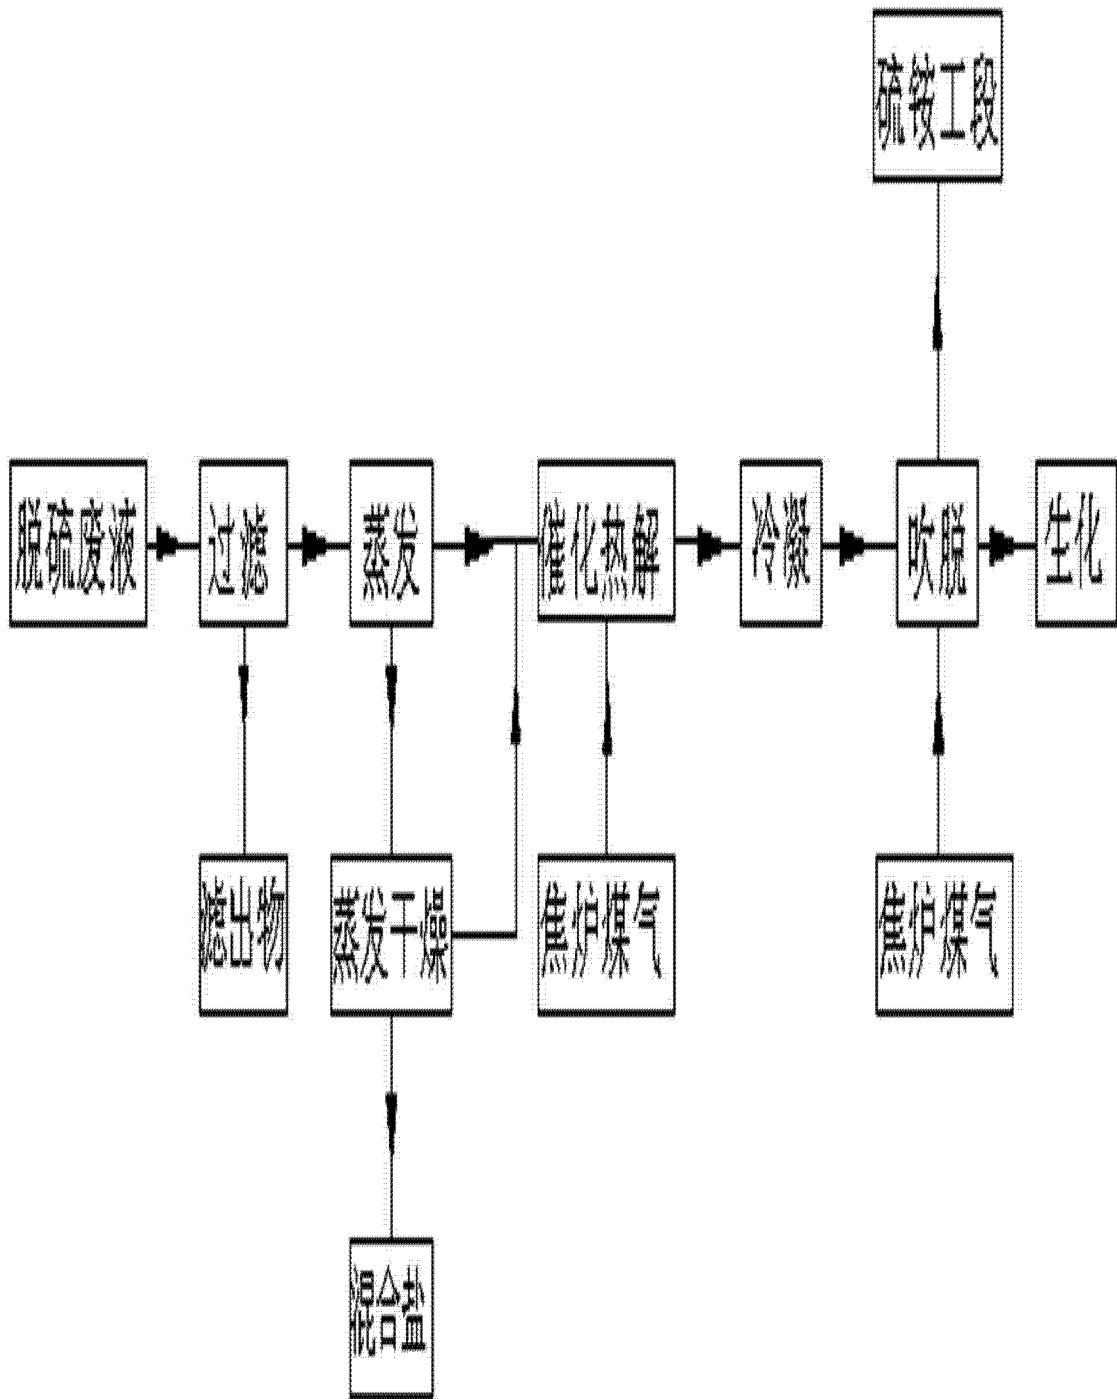 硫铵工段
脱硫废液
过滤
蒸发
催化热解
冷凝
吹脱
生化
滤出物
蒸发干燥
焦炉煤气
焦炉煤气
混合盐